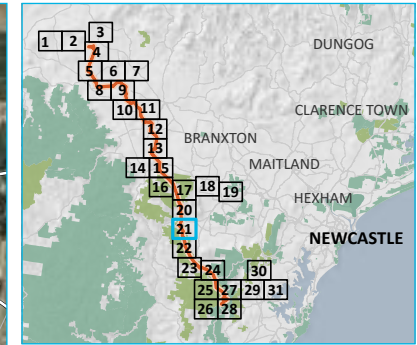 3
1 2
4
DUNGOG
5 6 7
8 9
10 11
CLARENCE TOWN
12
BRANXTON
13
MAITLAND
14 15
16 17 18 19
HEXHAM
20
21
NEWCASTLE
22
23 24 30
25 27 29 31
26 28